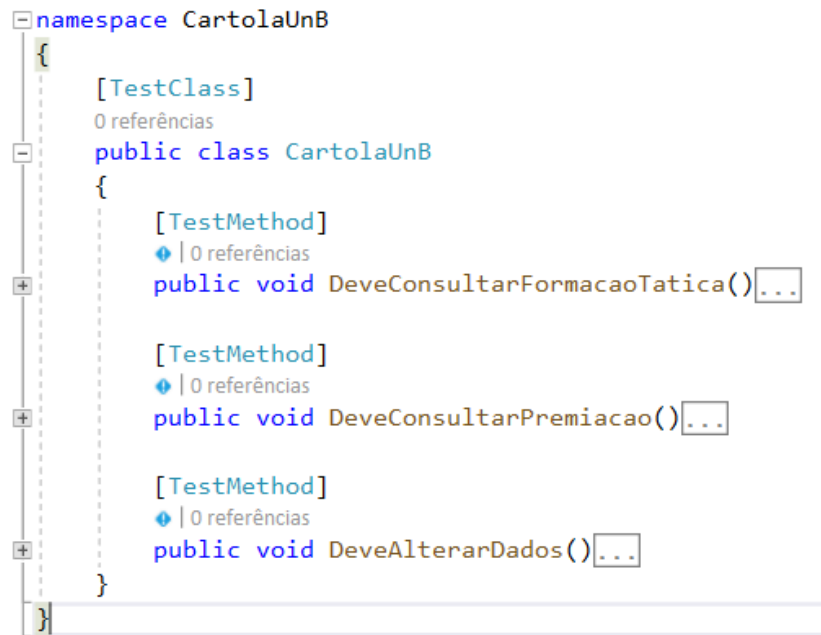 namespace CartolaUnB
{
[TestClass]
0 referências
public class CartolaUnB
{
[TestMethod]
| 0 referências
public void DeveConsultarFormacaoTatica()...
[TestMethod]
| 0 referências
public void DeveConsultarPremiacao()...
[TestMethod]
| 0 referências
public void DeveAlterarDados()...
}
}